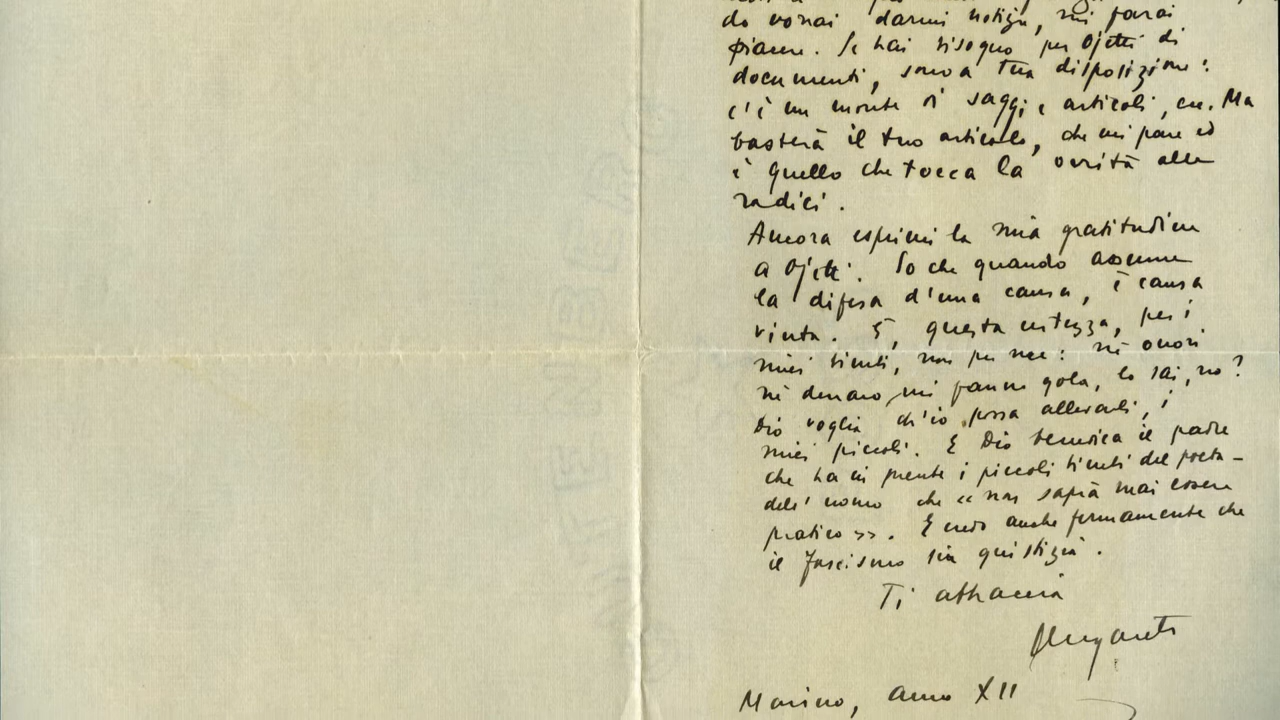 do vorrai darmi notizie, mi farai
piacere. Se hai bisogno per Ojetti di
documenti, sono a tua disposizione:
c'è un monte di saggi e articoli, ecc. Ma
basterà il tuo articolo, che mi pare ed
è quello che tocca la verità alle
radici.
Ancora esprimi la mia gratitudine
a Ojetti. So che quando assume
la difesa d'una causa, è causa
vinta. È, questa certezza, per i
miei bimbi, non per me: né onori
né denaro mi fanno gola, lo sai, no?
Dio voglia ch'io possa allevarli, i
miei piccoli. E Dio benedica il padre
che ha in mente i piccoli bimbi del poeta -
dell'uomo che «non saprà mai essere
pratico». E credo anche fermamente che
il Fascismo sia giustizia.
Ti abbraccia
Ungaretti
Marino, anno XII